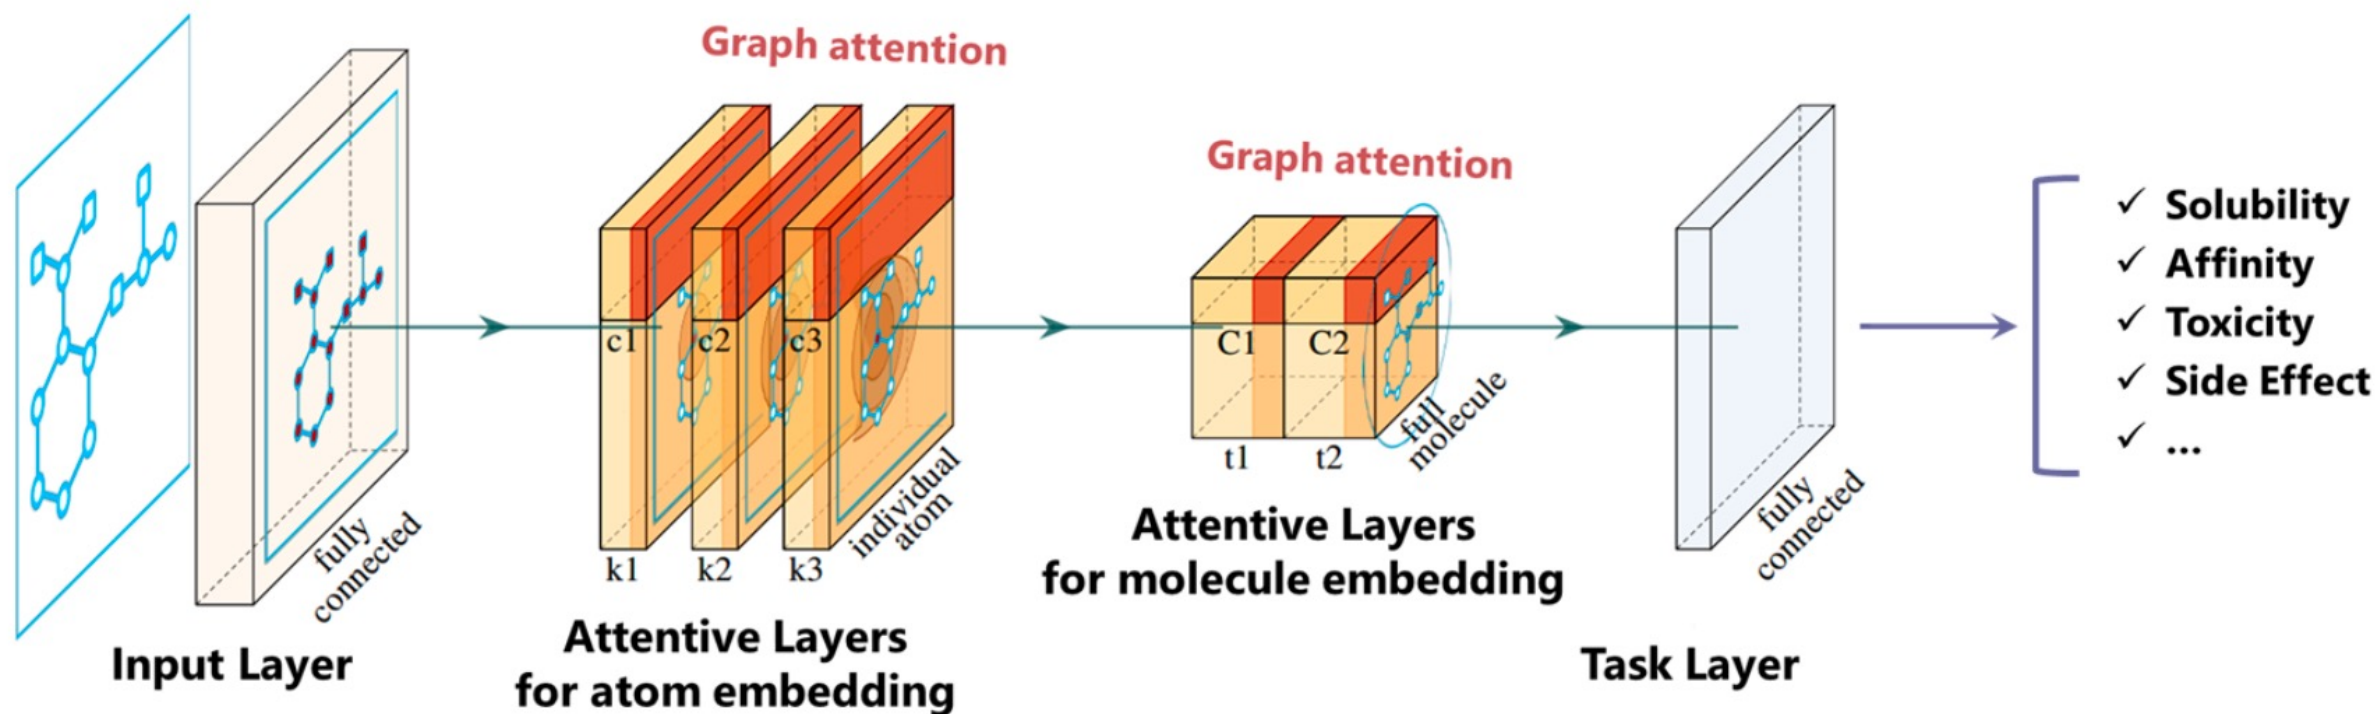 Graph attention
c1
c2
c3
k1
k2
k3
individual
atom
fully
connected
Input Layer
Attentive Layers
for atom embedding
Graph attention
C1
C2
t1
t2
full
molecule
Attentive Layers
for molecule embedding
fully
connected
Task Layer
✓ Solubility
✓ Affinity
✓ Toxicity
✓ Side Effect
✓ ...